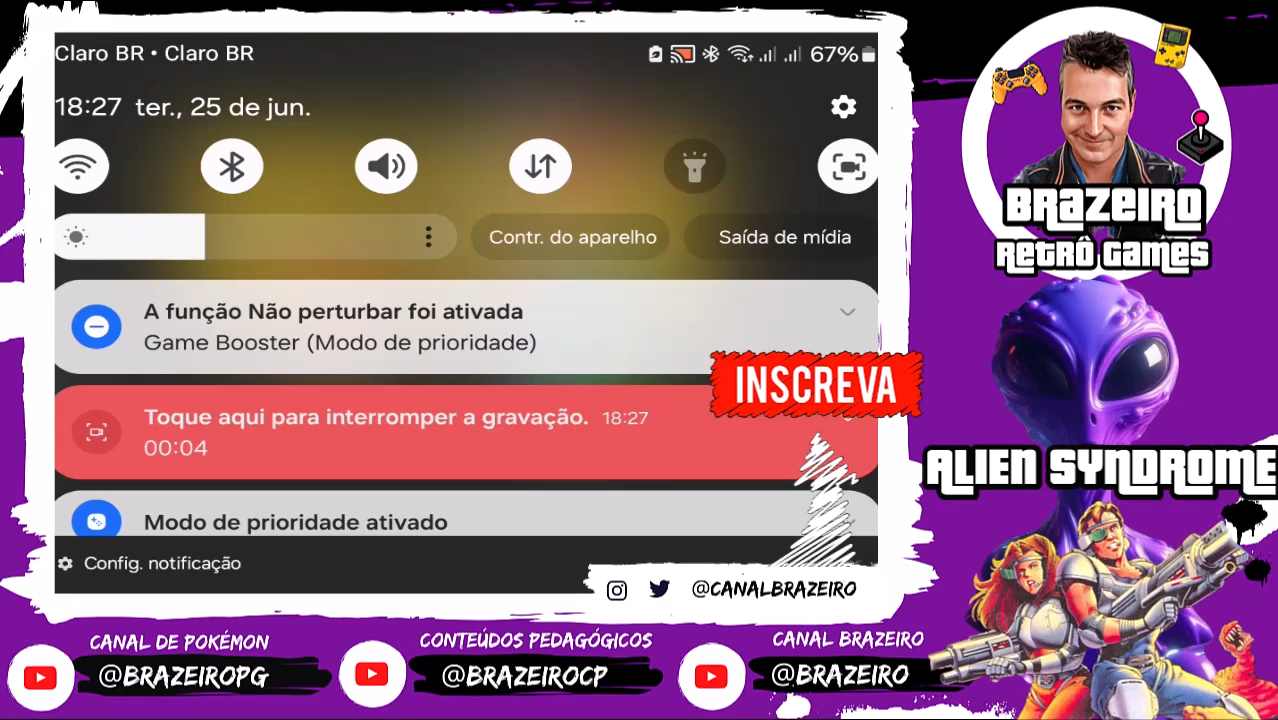 Claro BR • Claro BR
67%
18:27 ter., 25 de jun.
Contr. do aparelho
Saída de mídia
A função Não perturbar foi ativada
Game Booster (Modo de prioridade)
Toque aqui para interromper a gravação. 18:27
00:04
Modo de prioridade ativado
Config. notificação
INSCREVA
@CANALBRAZEIRO
BRAZEIRO
RETRÔ GAMES
ALIEN SYNDROME
CANAL DE POKÉMON
@BRAZEIROPG
CONTEÚDOS PEDAGÓGICOS
@BRAZEIROCP
CANAL BRAZEIRO
@BRAZEIRO